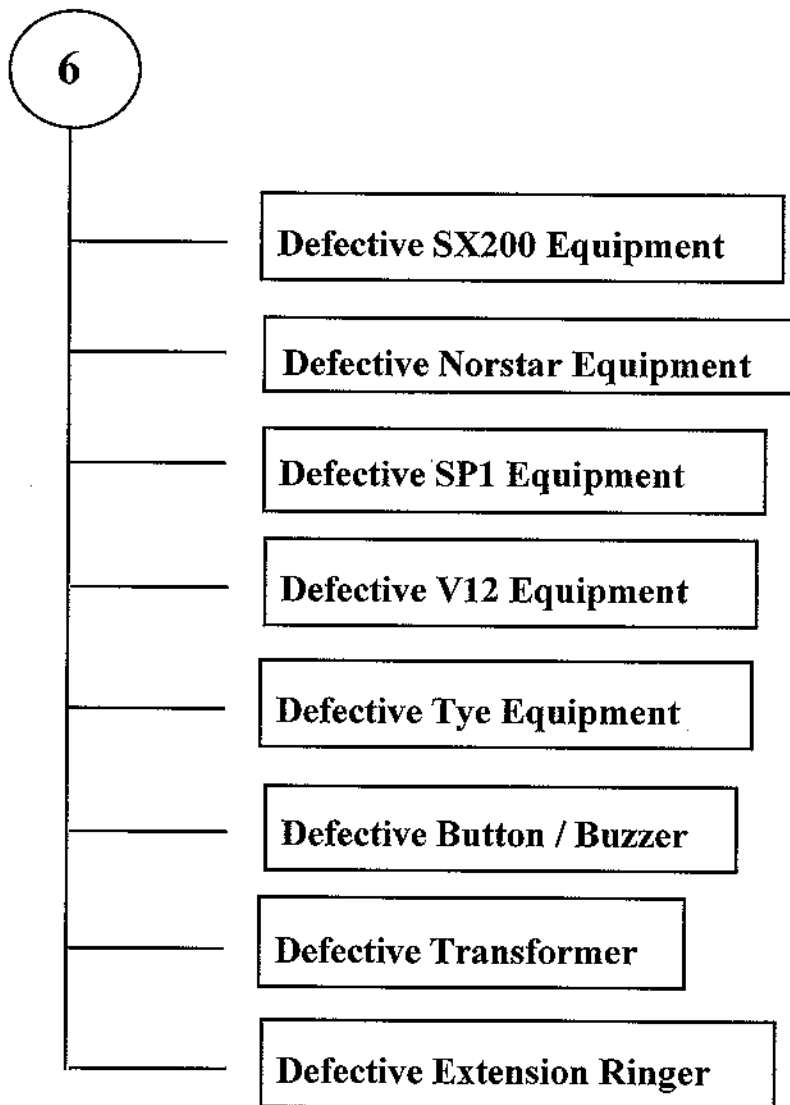 6
Defective SX200 Equipment
Defective Norstar Equipment
Defective SP1 Equipment
Defective V12 Equipment
Defective Tye Equipment
Defective Button / Buzzer
Defective Transformer
Defective Extension Ringer